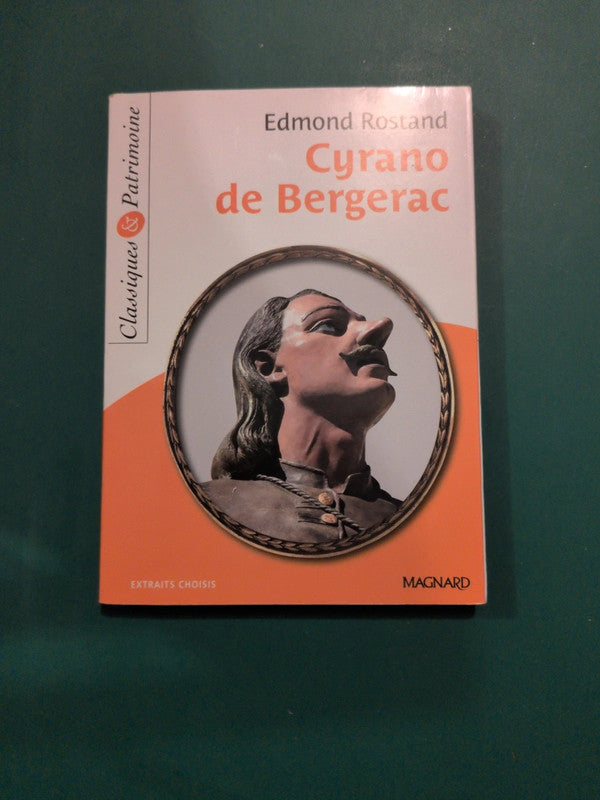 Classiques & Patrimoine
Edmond Rostand
Cyrano
de Bergerac
EXTRAITS CHOISIS
MAGNARD